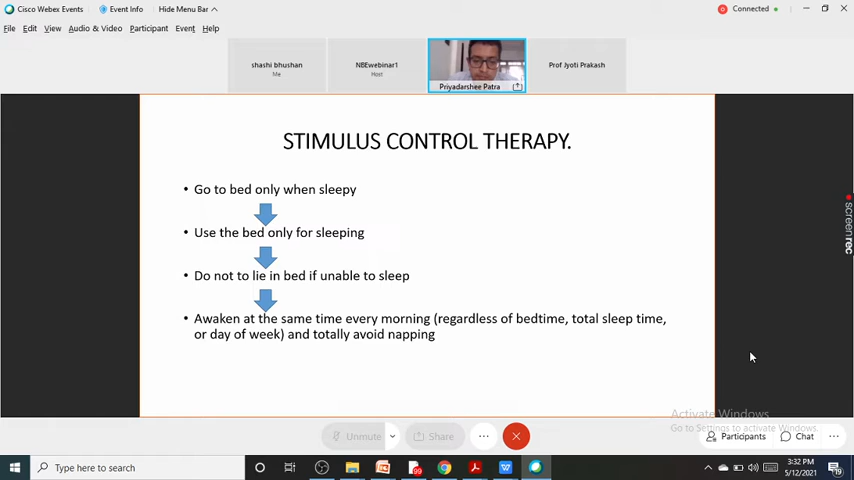 Cisco Webex Events
Event Info
Hide Menu Bar
Connected
File Edit View Audio & Video Participant Event Help
shashi bhushan
Me
NBEwebinar1
Host
Priyadarshee Patra
Prof Jyoti Prakash
STIMULUS CONTROL THERAPY.
• Go to bed only when sleepy
• Use the bed only for sleeping
• Do not to lie in bed if unable to sleep
• Awaken at the same time every morning (regardless of bedtime, total sleep time,
or day of week) and totally avoid napping
screenrec
Activate Windows
Go to Settings to activate Windows.
Unmute
Share
Participants
Chat
Type here to search
99
3:32 PM
5/12/2021
19